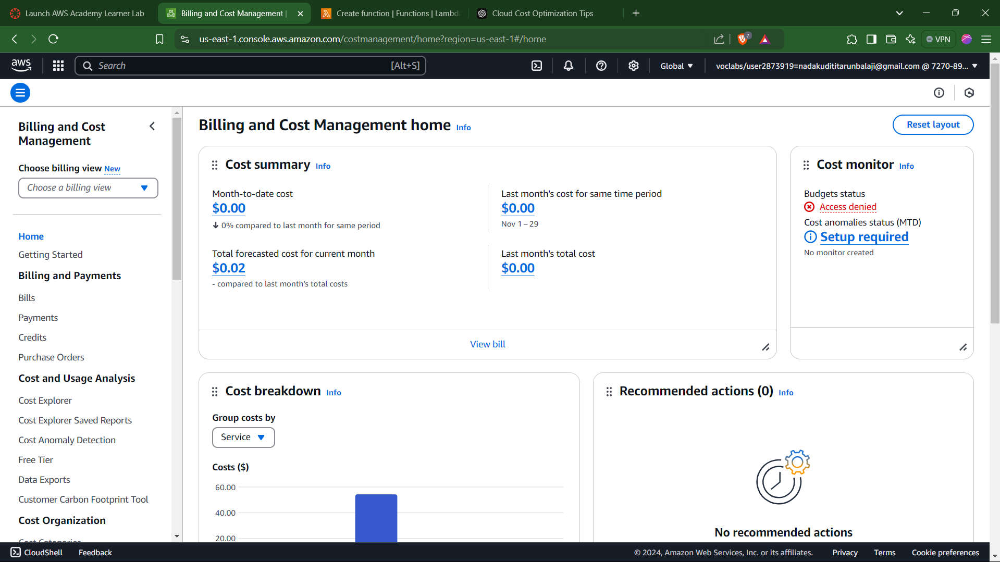 Launch AWS Academy Learner Lab
Billing and Cost Management |
Create function | Functions | Lambda
Cloud Cost Optimization Tips
us-east-1.console.aws.amazon.com/costmanagement/home?region=us-east-1#/home
7
VPN
aws
Search
[Alt+S]
Global
voclabs/user2873919=nadakudititarunbalaji@gmail.com @ 7270-89...
Billing and Cost Management
Choose billing view New
Choose a billing view
Home
Getting Started
Billing and Payments
Bills
Payments
Credits
Purchase Orders
Cost and Usage Analysis
Cost Explorer
Cost Explorer Saved Reports
Cost Anomaly Detection
Free Tier
Data Exports
Customer Carbon Footprint Tool
Cost Organization
Cost Categories
Billing and Cost Management home Info
Reset layout
Cost summary Info
Month-to-date cost
$0.00
0% compared to last month for same period
Last month's cost for same time period
$0.00
Nov 1 – 29
Total forecasted cost for current month
$0.02
- compared to last month's total costs
Last month's total cost
$0.00
View bill
Cost monitor Info
Budgets status
Access denied
Cost anomalies status (MTD)
Setup required
No monitor created
Cost breakdown Info
Group costs by
Service
Costs ($)
60.00
40.00
20.00
Recommended actions (0) Info
No recommended actions
CloudShell
Feedback
© 2024, Amazon Web Services, Inc. or its affiliates.
Privacy
Terms
Cookie preferences